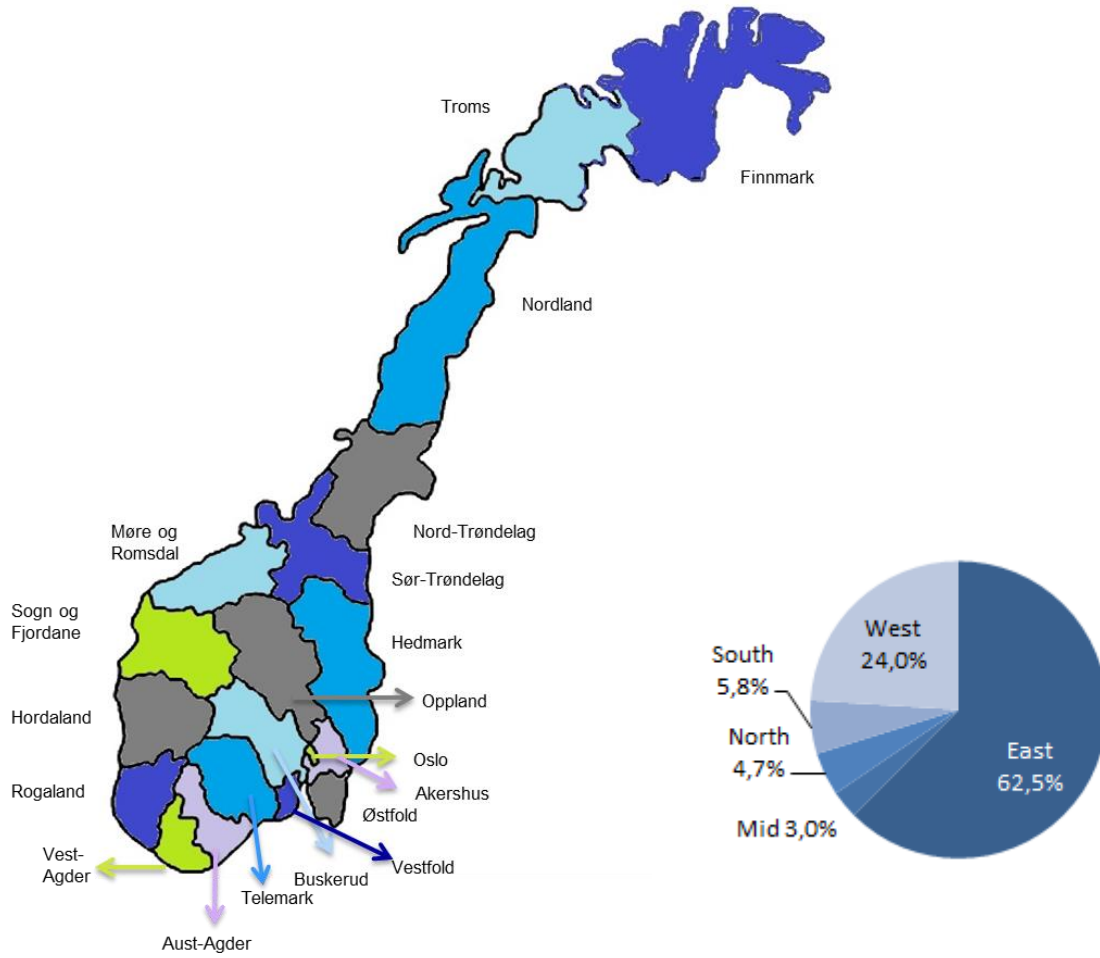 Troms
Finnmark
Nordland
Møre og
Romsdal
Nord-Trøndelag
Sør-Trøndelag
Sogn og
Fjordane
Hedmark
Oppland
Hordaland
Oslo
Akershus
Rogaland
Østfold
Vestfold
Vest-
Agder
Buskerud
Telemark
Aust-Agder
West
24,0%
South
5,8%
North
4,7%
East
62,5%
Mid 3,0%